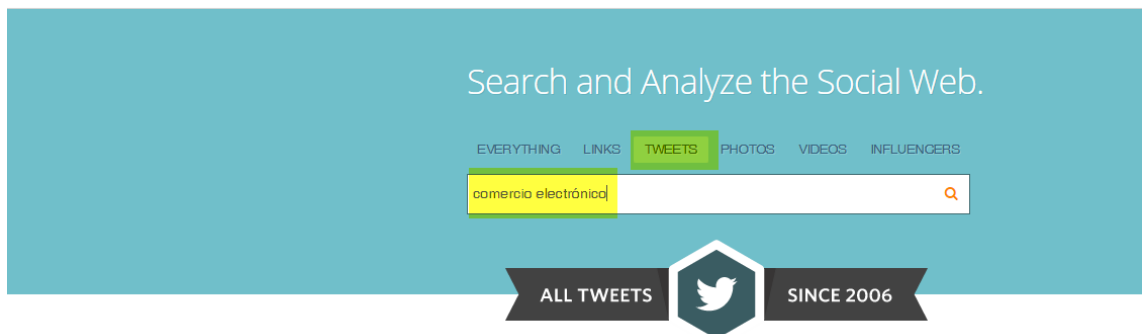 Search and Analyze the Social Web.
EVERYTHING LINKS TWEETS PHOTOS VIDEOS INFLUENCERS
comercio electrónico
ALL TWEETS SINCE 2006